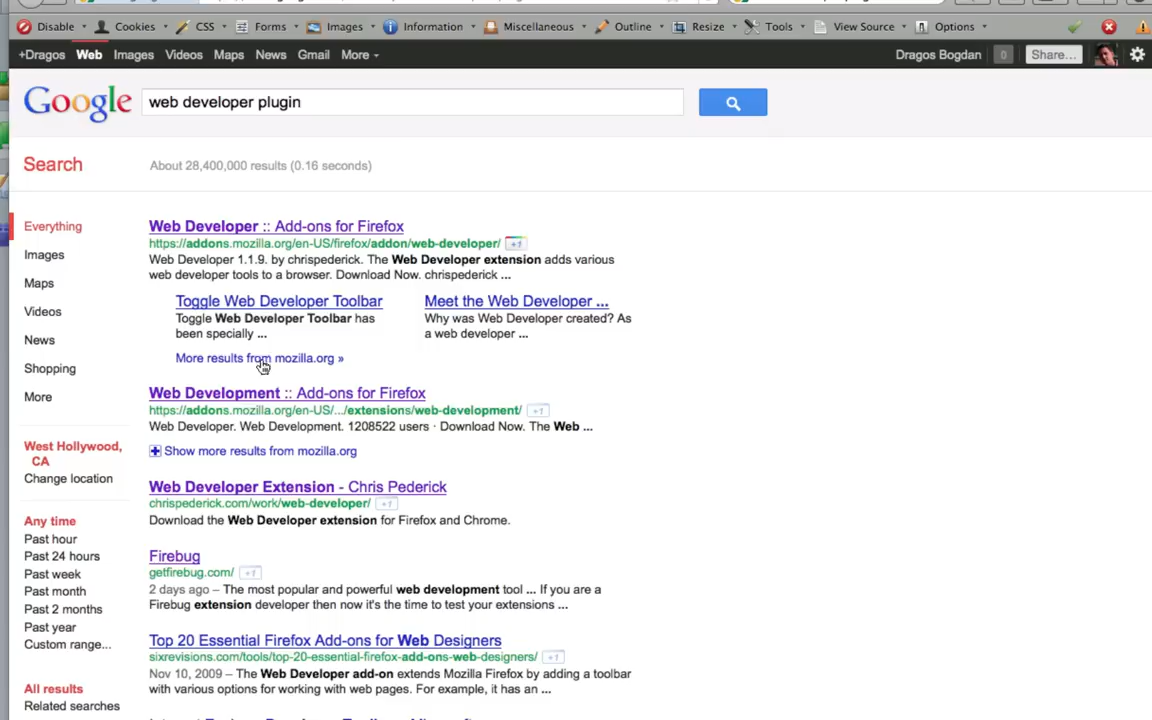 Disable Cookies CSS Forms Images Information Miscellaneous Outline Resize Tools View Source Options
+Dragos Web Images Videos Maps News Gmail More Dragos Bogdan 0 Share...
Google web developer plugin
Search About 28,400,000 results (0.16 seconds)
Everything
Images
Maps
Videos
News
Shopping
More
West Hollywood,
CA
Change location
Any time
Past hour
Past 24 hours
Past week
Past month
Past 2 months
Past year
Custom range...
All results
Related searches
Web Developer :: Add-ons for Firefox
https://addons.mozilla.org/en-US/firefox/addon/web-developer/ +1
Web Developer 1.1.9. by chrispederick. The Web Developer extension adds various
web developer tools to a browser. Download Now. chrispederick ...
Toggle Web Developer Toolbar
Toggle Web Developer Toolbar has
been specially ...
Meet the Web Developer ...
Why was Web Developer created? As
a web developer ...
More results from mozilla.org »
Web Development :: Add-ons for Firefox
https://addons.mozilla.org/en-US/.../extensions/web-development/ +1
Web Developer. Web Development. 1208522 users · Download Now. The Web ...
Show more results from mozilla.org
Web Developer Extension - Chris Pederick
chrispederick.com/work/web-developer/ +1
Download the Web Developer extension for Firefox and Chrome.
Firebug
getfirebug.com/ +1
2 days ago – The most popular and powerful web development tool ... If you are a
Firebug extension developer then now it's the time to test your extensions ...
Top 20 Essential Firefox Add-ons for Web Designers
sixrevisions.com/tools/top-20-essential-firefox-add-ons-web-designers/ +1
Nov 10, 2009 – The Web Developer add-on extends Mozilla Firefox by adding a toolbar
with various options for working with web pages. For example, it has an ...